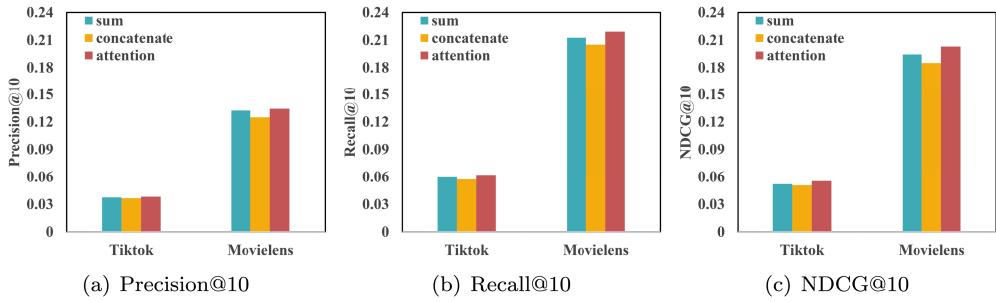 0.24
0.21
0.18
0.15
0.12
0.09
0.06
0.03
0
Precision@10
sum
concatenate
attention
Tiktok Movielens
(a) Precision@10
0.24
0.21
0.18
0.15
0.12
0.09
0.06
0.03
0
Recall@10
sum
concatenate
attention
Tiktok Movielens
(b) Recall@10
0.24
0.21
0.18
0.15
0.12
0.09
0.06
0.03
0
NDCG@10
sum
concatenate
attention
Tiktok Movielens
(c) NDCG@10